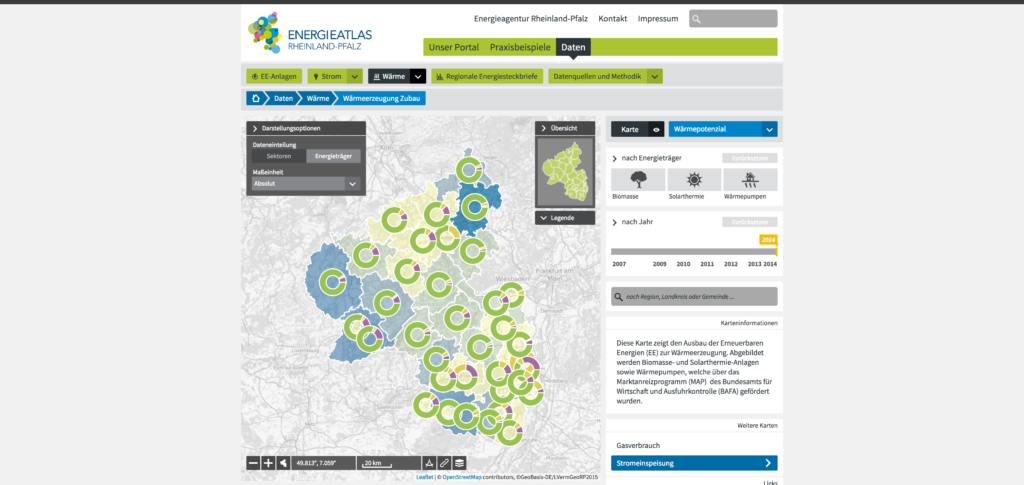 Energieagentur Rheinland-Pfalz Kontakt Impressum
ENERGIEATLAS
RHEINLAND-PFALZ
Unser Portal Praxisbeispiele Daten
EE-Anlagen Strom Wärme Regionale Energiesteckbriefe Datenquellen und Methodik
Daten Wärme Wärmeerzeugung Zubau
Darstellungsoptionen
Dateneinteilung
Sektoren Energieträger
Maßeinheit
Absolut
Übersicht
Legende
Karte Wärmepotenzial
nach Energieträger Zurücksetzen
Biomasse Solarthermie Wärmepumpen
nach Jahr Zurücksetzen
2014
2007 2009 2010 2011 2012 2013 2014
nach Region, Landkreis oder Gemeinde ...
Karteninformationen
Diese Karte zeigt den Ausbau der Erneuerbaren
Energien (EE) zur Wärmeerzeugung. Abgebildet
werden Biomasse- und Solarthermie-Anlagen
sowie Wärmepumpen, welche über das
Marktanreizprogramm (MAP) des Bundesamts für
Wirtschaft und Ausfuhrkontrolle (BAFA) gefördert
wurden.
Weitere Karten
Gasverbrauch
Stromeinspeisung
Links
Wiesbaden
Frankfurt am
49.813°, 7.059°
20 km
Leaflet | © OpenStreetMap contributors, ©GeoBasis-DE/LVermGeoRP2015